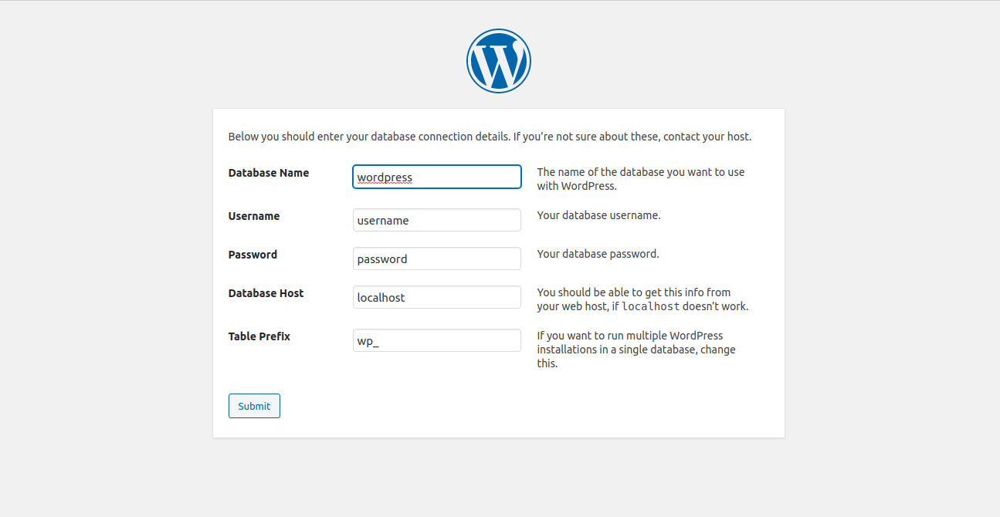 Below you should enter your database connection details. If you’re not sure about these, contact your host.
Database Name
wordpress
The name of the database you want to use
with WordPress.
Username
username
Your database username.
Password
password
Your database password.
Database Host
localhost
You should be able to get this info from
your web host, if localhost doesn’t work.
Table Prefix
wp_
If you want to run multiple WordPress
installations in a single database, change
this.
Submit